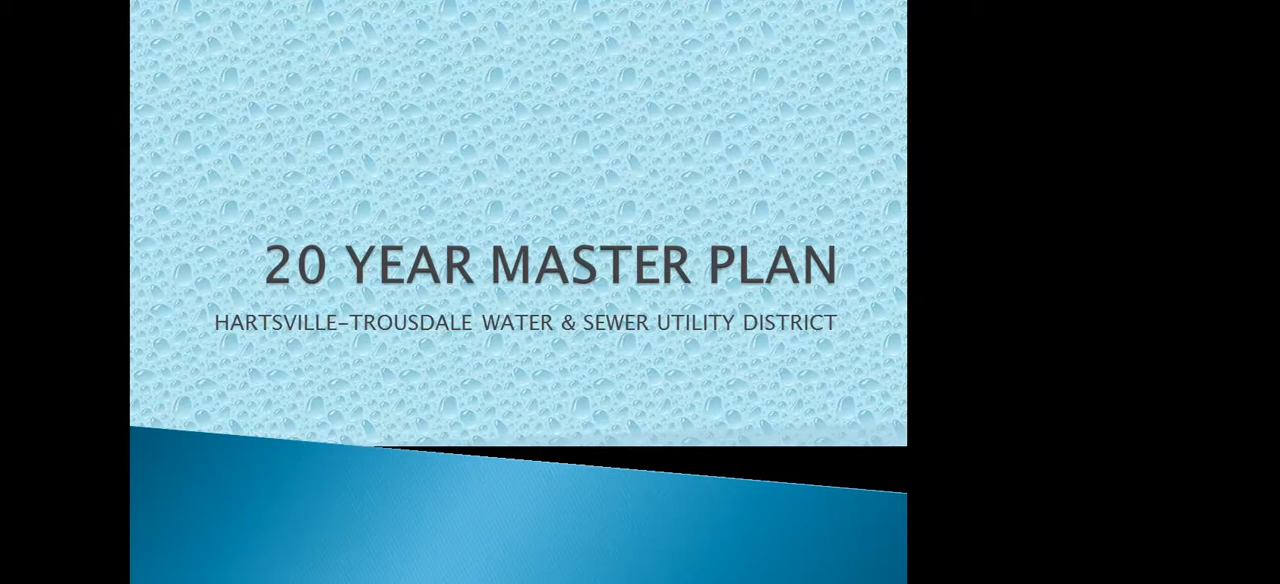 20 YEAR MASTER PLAN
HARTSVILLE-TROUSDALE WATER & SEWER UTILITY DISTRICT